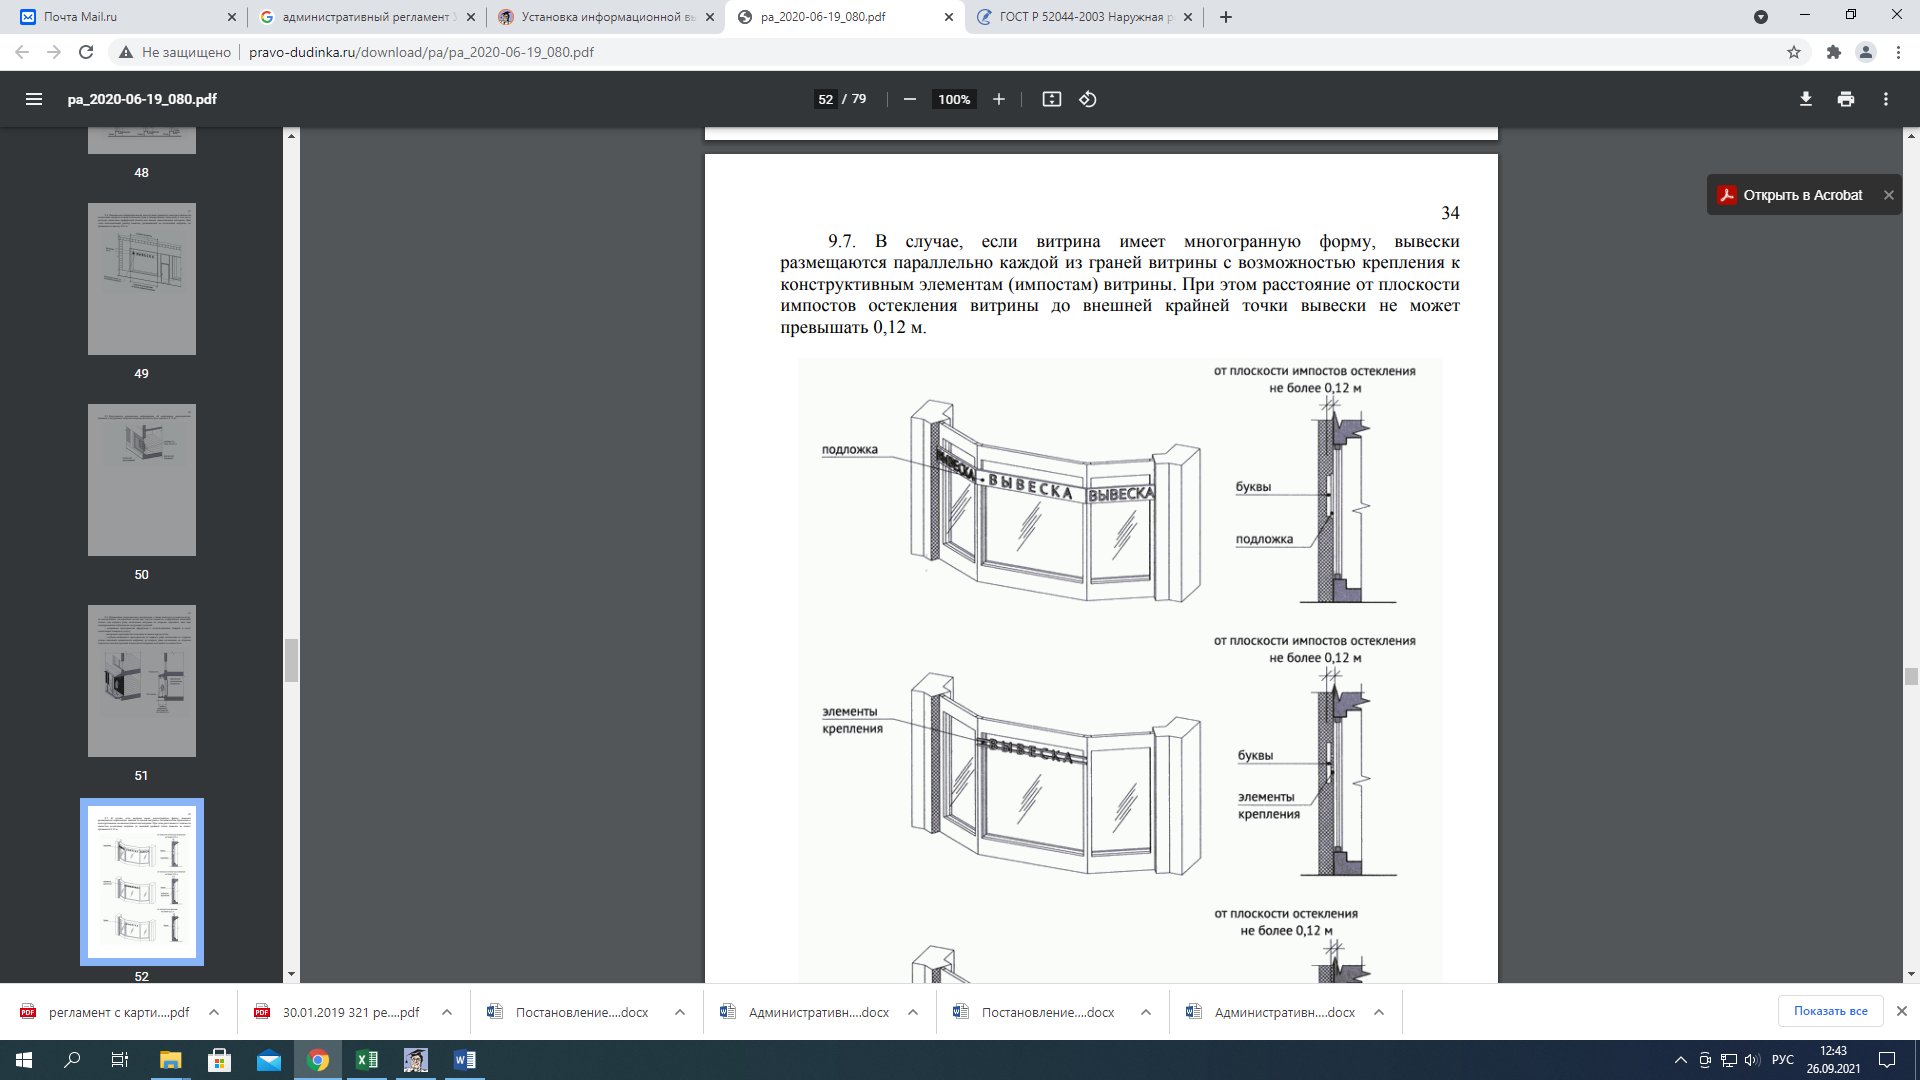 Почта Mail.ru
административный регламент У
Установка информационной вы
pa_2020-06-19_080.pdf
ГОСТ Р 52044-2003 Наружная р
Не защищено
pravo-dudinka.ru/download/pa/pa_2020-06-19_080.pdf
pa_2020-06-19_080.pdf
52 / 79
100%
48
49
50
51
52
Открыть в Acrobat
34
9.7. В случае, если витрина имеет многогранную форму, вывески
размещаются параллельно каждой из граней витрины с возможностью крепления к
конструктивным элементам (импостам) витрины. При этом расстояние от плоскости
импостов остекления витрины до внешней крайней точки вывески не может
превышать 0,12 м.
от плоскости импостов остекления
не более 0,12 м
подложка
ВЫВЕСКА
ВЫВЕСКА
ВЫВЕСКА
буквы
подложка
от плоскости импостов остекления
не более 0,12 м
элементы
крепления
ВЫВЕСКА
буквы
элементы
крепления
от плоскости остекления
не более 0,12 м
регламент с карти....pdf
30.01.2019 321 ре....pdf
Постановление....docx
Административн....docx
Постановление....docx
Административн....docx
Показать все
РУС
12:43
26.09.2021